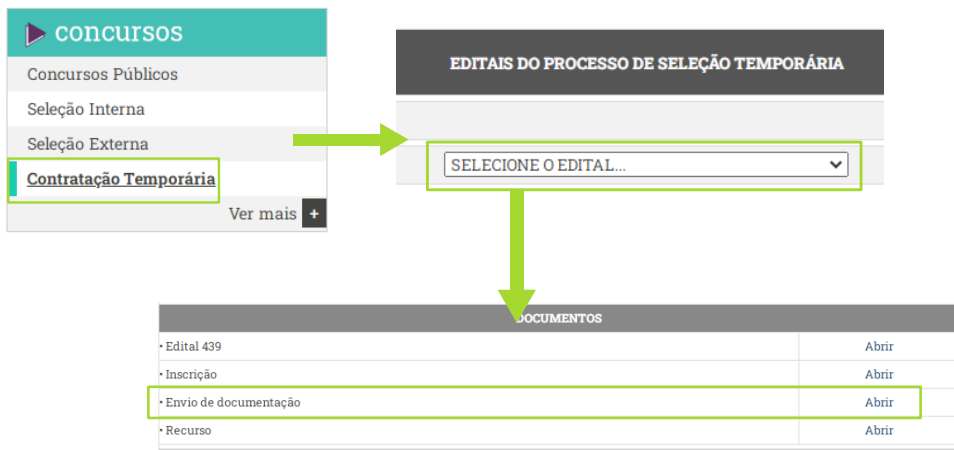 concursos
Concursos Públicos
Seleção Interna
Seleção Externa
Contratação Temporária
Ver mais +
EDITAIS DO PROCESSO DE SELEÇÃO TEMPORÁRIA
SELECIONE O EDITAL...
DOCUMENTOS
• Edital 439 Abrir
• Inscrição Abrir
• Envio de documentação Abrir
• Recurso Abrir